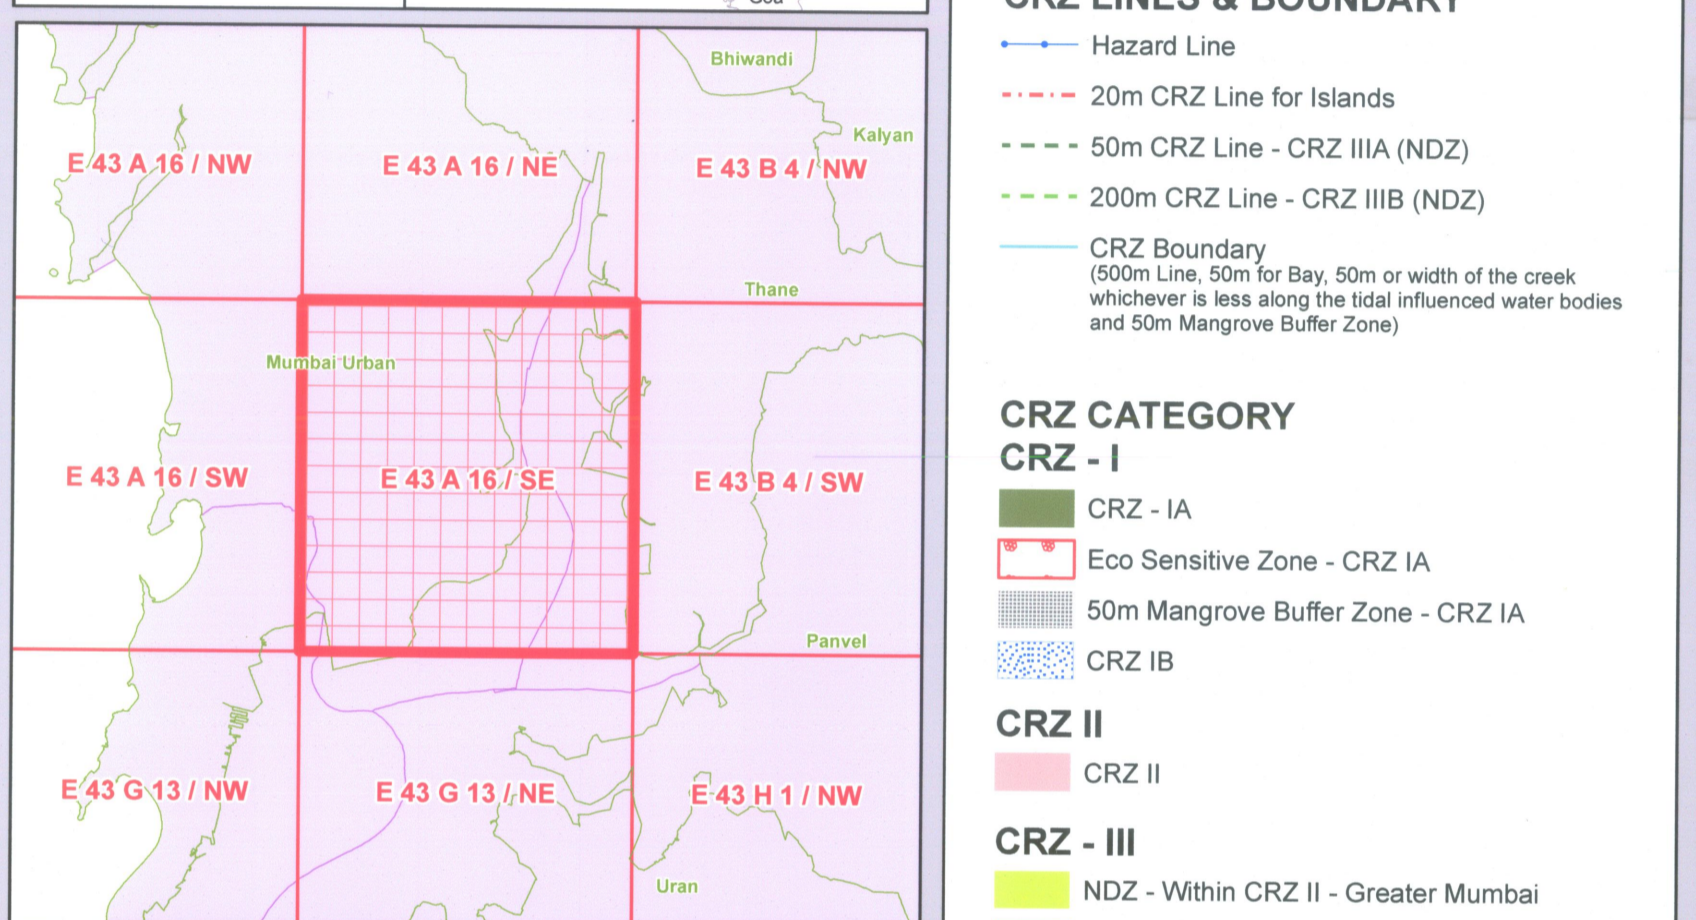 Goa
Bhiwandi
Kalyan
E 43 A 16 / NW
E 43 A 16 / NE
E 43 B 4 / NW
Thane
Mumbai Urban
E 43 A 16 / SW
E 43 A 16 / SE
E 43 B 4 / SW
Panvel
E 43 G 13 / NW
E 43 G 13 / NE
E 43 H 1 / NW
Uran
CRZ LINES & BOUNDARY
Hazard Line
20m CRZ Line for Islands
50m CRZ Line - CRZ IIIA (NDZ)
200m CRZ Line - CRZ IIIB (NDZ)
CRZ Boundary
(500m Line, 50m for Bay, 50m or width of the creek
whichever is less along the tidal influenced water bodies
and 50m Mangrove Buffer Zone)
CRZ CATEGORY
CRZ - I
CRZ - IA
Eco Sensitive Zone - CRZ IA
50m Mangrove Buffer Zone - CRZ IA
CRZ IB
CRZ II
CRZ II
CRZ - III
NDZ - Within CRZ II - Greater Mumbai